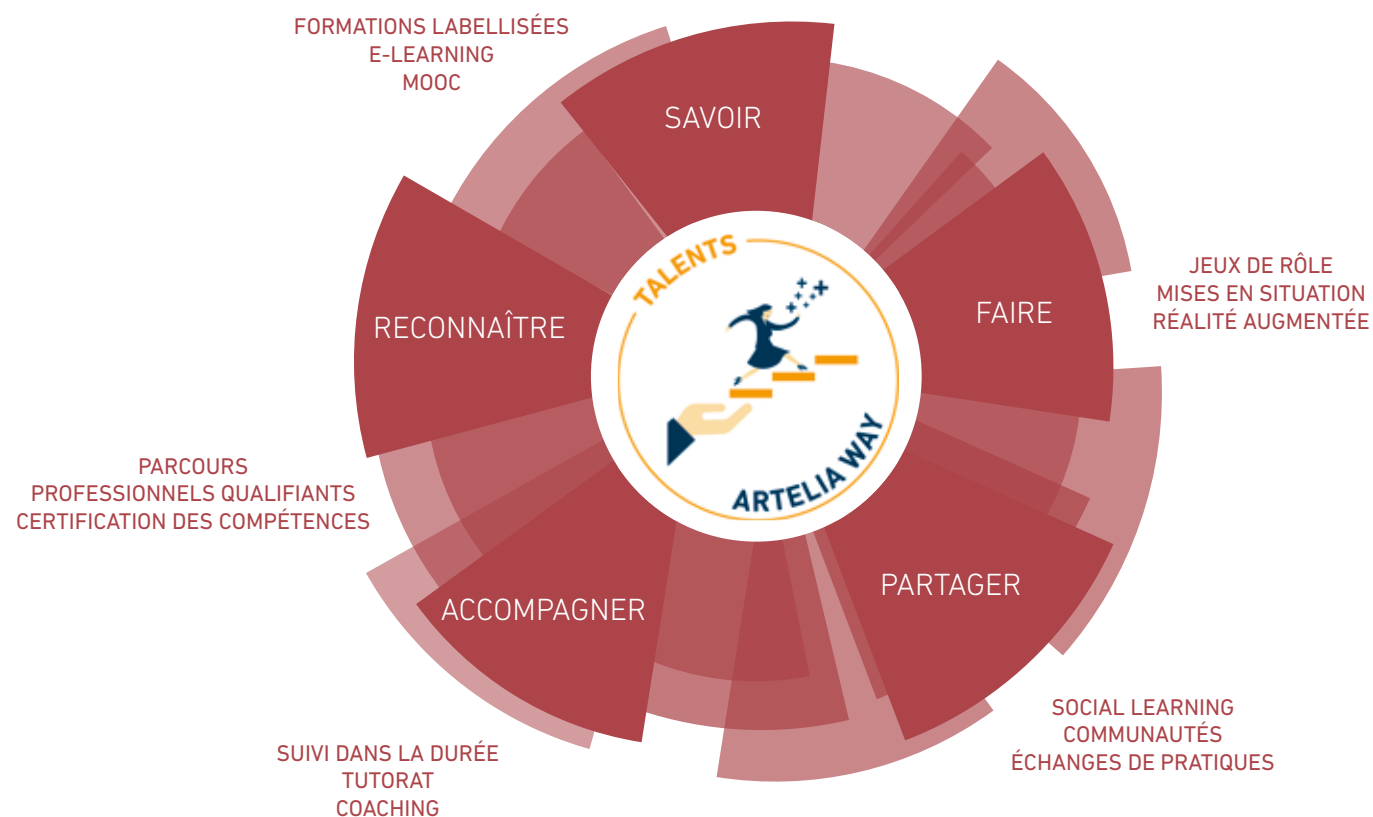 FORMATIONS LABELLISÉES
E-LEARNING
MOOC
SAVOIR
FAIRE
JEUX DE RÔLE
MISES EN SITUATION
RÉALITÉ AUGMENTÉE
RECONNAÎTRE
TALENTS
ARTELIA WAY
PARCOURS
PROFESSIONNELS QUALIFIANTS
CERTIFICATION DES COMPÉTENCES
ACCOMPAGNER
PARTAGER
SUIVI DANS LA DURÉE
TUTORAT
COACHING
SOCIAL LEARNING
COMMUNAUTÉS
ÉCHANGES DE PRATIQUES